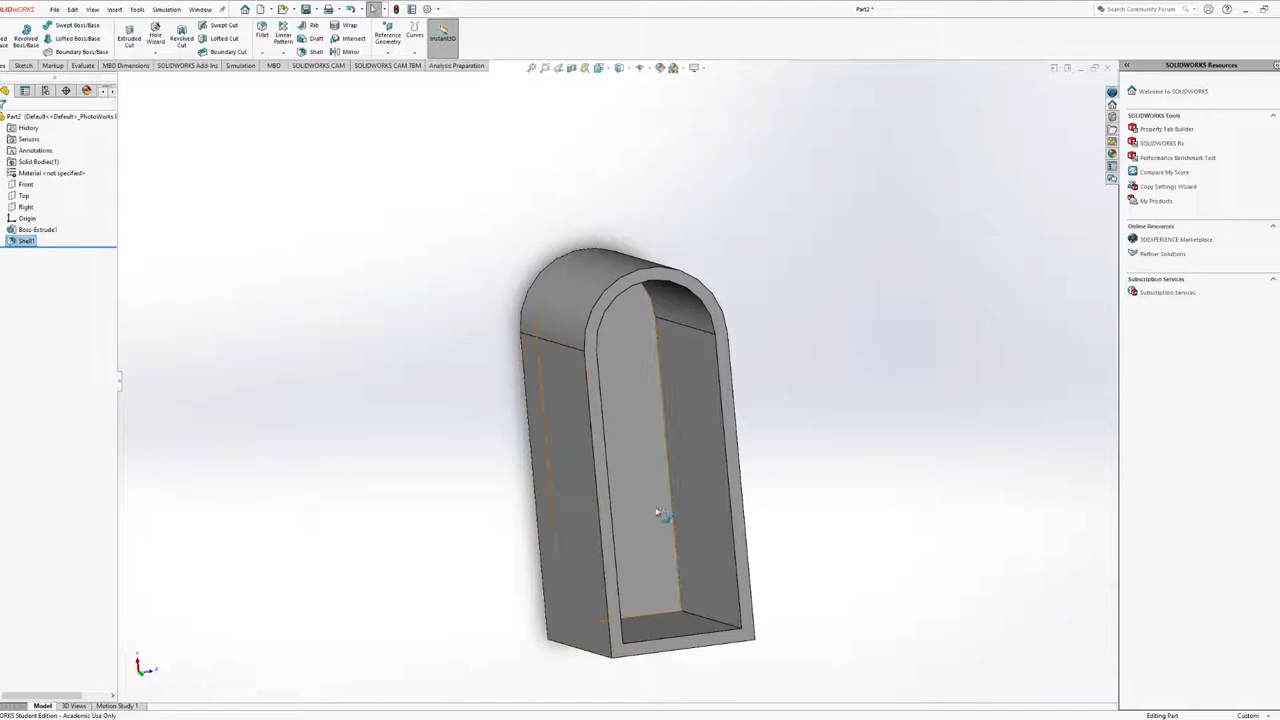 SOLIDWORKS File Edit View Insert Tools Simulation Window Part2 * Search Community Forum
Swept Boss/Base Swept Cut Rib Wrap
Revolved Boss/Base Lofted Boss/Base Extruded Cut Hole Wizard Revolved Cut Lofted Cut Fillet Linear Pattern Draft Intersect Reference Geometry Curves Instant3D
Boundary Boss/Base Boundary Cut Shell Mirror
Sketch Markup Evaluate MBD Dimensions SOLIDWORKS Add-Ins Simulation MBD SOLIDWORKS CAM SOLIDWORKS CAM TBM Analysis Preparation
SOLIDWORKS Resources
Welcome to SOLIDWORKS
SOLIDWORKS Tools
Property Tab Builder
SOLIDWORKS Rx
Performance Benchmark Test
Compare My Score
Copy Settings Wizard
My Products
Online Resources
3DEXPERIENCE Marketplace
Partner Solutions
Subscription Services
Subscription Services
Part2 (Default<<Default>_PhotoWorks
History
Sensors
Annotations
Solid Bodies(1)
Material <not specified>
Front
Top
Right
Origin
Boss-Extrude1
Shell1
Model 3D Views Motion Study 1
WORKS Student Edition - Academic Use Only Editing Part Custom